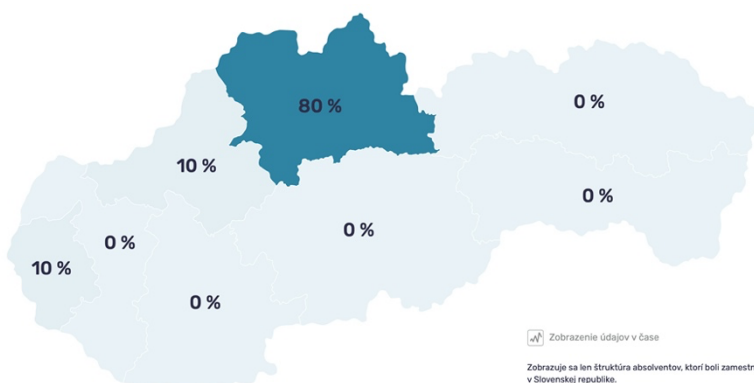 80 %
0 %
10 %
0 %
0 %
0 %
10 %
0 %
Zobrazenie údajov v čase
Zobrazuje sa len štruktúra absolventov, ktorí boli
v Slovenskej republike.